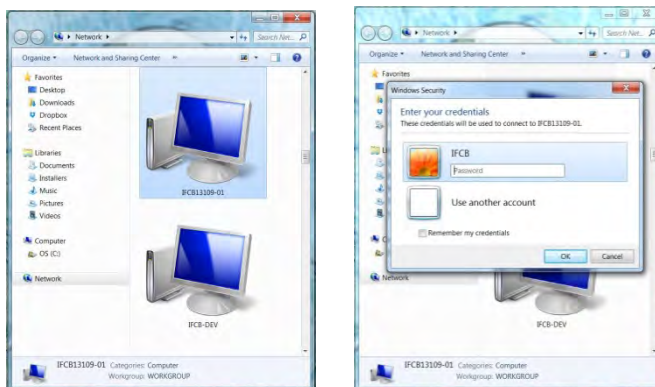 Network
Search Net...
Organize
Network and Sharing Center
»
Favorites
Desktop
Downloads
Dropbox
Recent Places
Libraries
Documents
Installers
Music
Pictures
Videos
Computer
OS (C:)
Network
IFCB13109-01
IFCB-DEV
IFCB13109-01 Categories: Computer
Workgroup: WORKGROUP
Network
Search Net...
Organize
Network and Sharing Center
»
Favorites
Windows Security
Enter your credentials
These credentials will be used to connect to IFCB13109-01.
IFCB
Password
Use another account
Remember my credentials
OK Cancel
Network
IFCB-DEV
IFCB13109-01 Categories: Computer
Workgroup: WORKGROUP